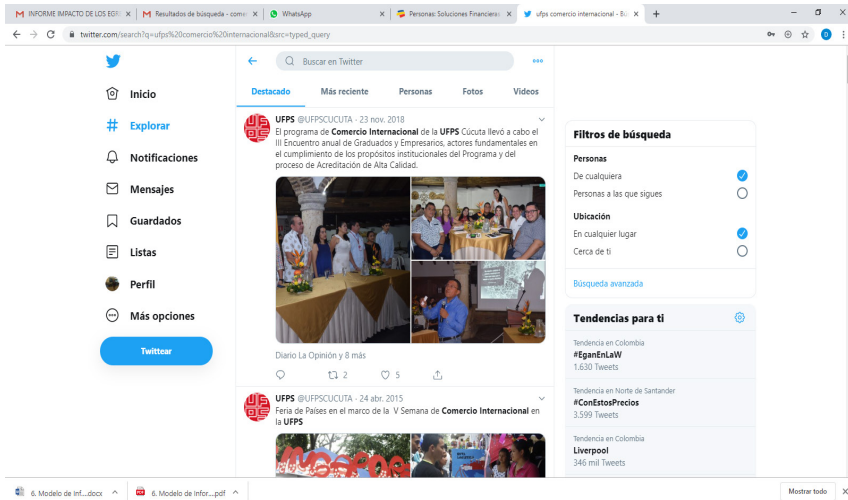 INFORME IMPACTO DE LOS EGRE
Resultados de búsqueda - comer
WhatsApp
Personas: Soluciones Financieras
ufps comercio internacional - Bú
twitter.com/search?q=ufps%20comercio%20internacional&src=typed_query
Inicio
Explorar
Notificaciones
Mensajes
Guardados
Listas
Perfil
Más opciones
Twittear
Buscar en Twitter
Destacado
Más reciente
Personas
Fotos
Videos
UFPS @UFPSCUCUTA - 23 nov. 2018
El programa de Comercio Internacional de la UFPS Cúcuta llevó a cabo el
III Encuentro anual de Graduados y Empresarios, actores fundamentales en
el cumplimiento de los propósitos institucionales del Programa y del
proceso de Acreditación de Alta Calidad.
Diario La Opinión y 8 más
2
5
UFPS @UFPSCUCUTA - 24 abr. 2015
Feria de Países en el marco de la. V Semana de Comercio Internacional en
la UFPS
Filtros de búsqueda
Personas
De cualquiera
Personas a las que sigues
Ubicación
En cualquier lugar
Cerca de ti
Búsqueda avanzada
Tendencias para ti
Tendencia en Colombia
#EganEnLaW
1.630 Tweets
Tendencia en Norte de Santander
#ConEstosPrecios
3.599 Tweets
Tendencia en Colombia
Liverpool
346 mil Tweets
6. Modelo de Inf....docx
6. Modelo de Infor....pdf
Mostrar todo